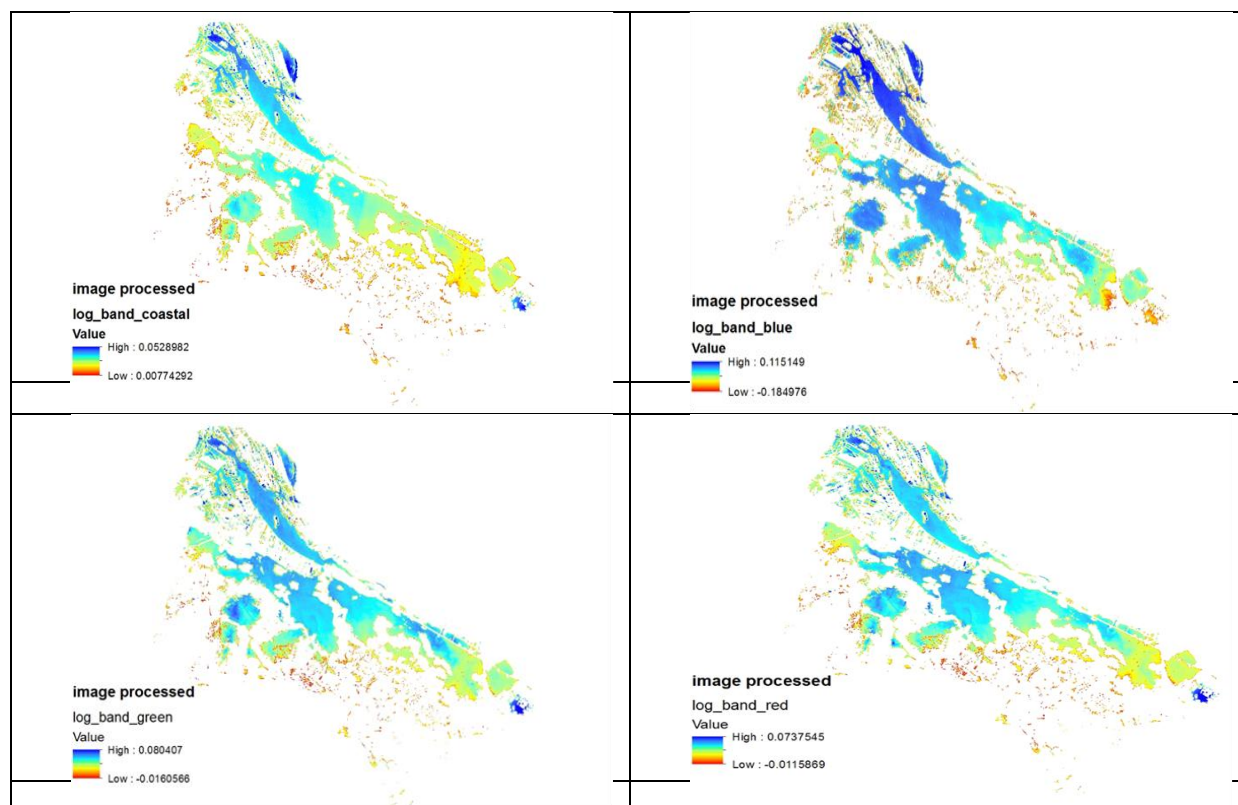 image processed
log_band_coastal
Value
High : 0.0528982
Low : 0.00774292
image processed
log_band_blue
Value
High : 0.115149
Low : -0.184976
image processed
log_band_green
Value
High : 0.080407
Low : -0.0160566
image processed
log_band_red
Value
High : 0.0737545
Low : -0.0115869